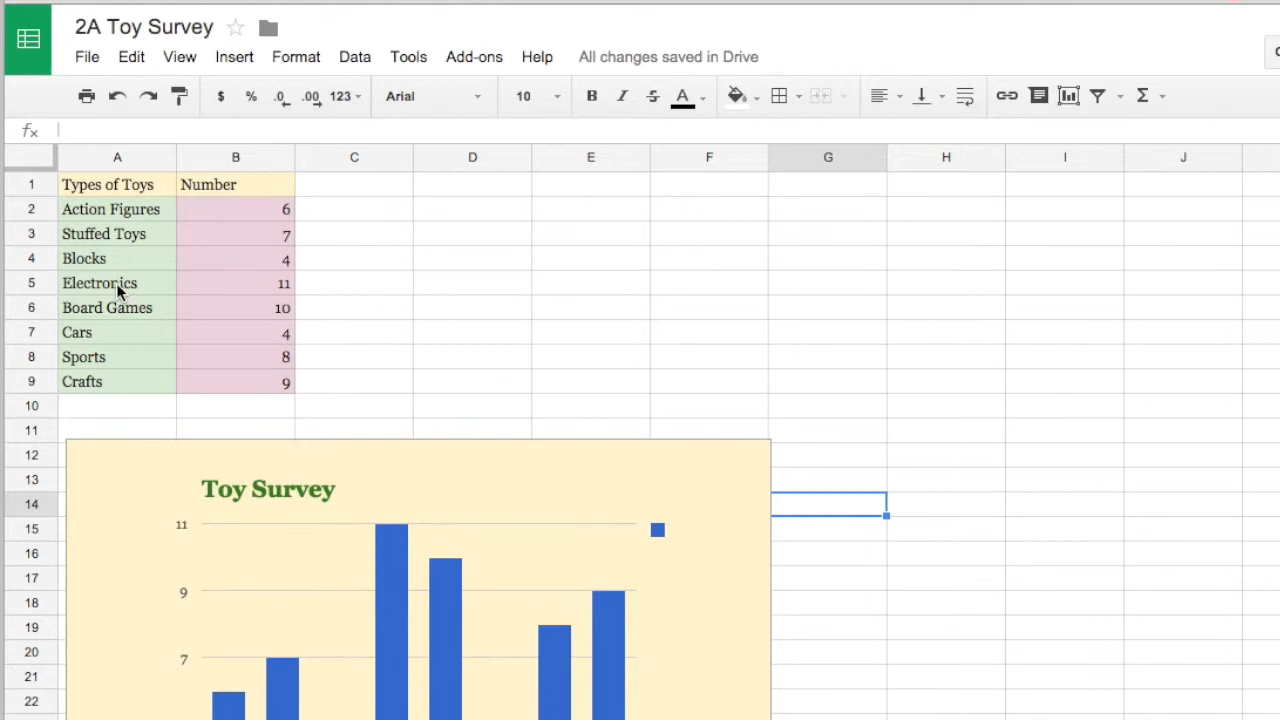 2A Toy Survey
File Edit View Insert Format Data Tools Add-ons Help All changes saved in Drive
$ % .0 .00 123 Arial 10 B I S A Σ
fx
A B C D E F G H I J
1 Types of Toys Number
2 Action Figures 6
3 Stuffed Toys 7
4 Blocks 4
5 Electronics 11
6 Board Games 10
7 Cars 4
8 Sports 8
9 Crafts 9
10
11
12
13
Toy Survey
14
11
15
16
17
9
18
19
20
7
21
22